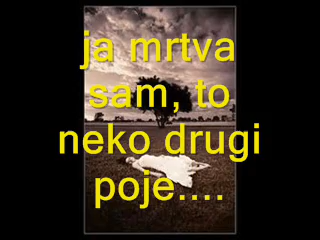 ja mrtva
sam, to
neko drugi
poje....